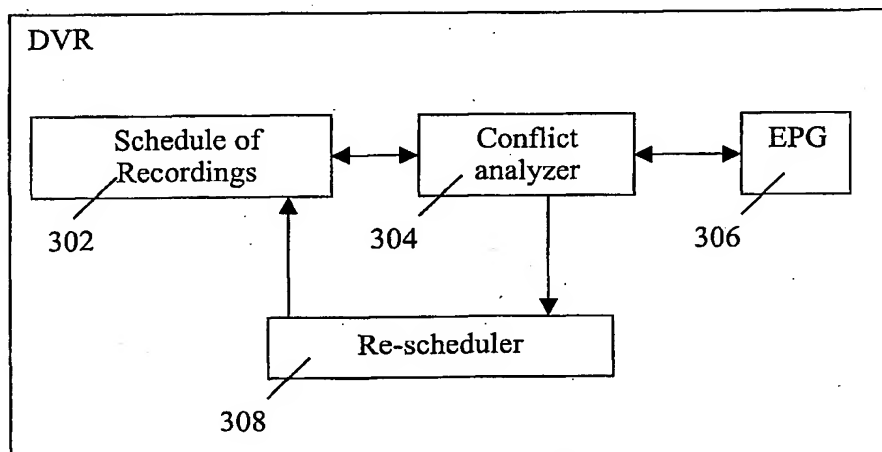 DVR
Schedule of
Recordings
Conflict
analyzer
EPG
302
304
306
Re-scheduler
308